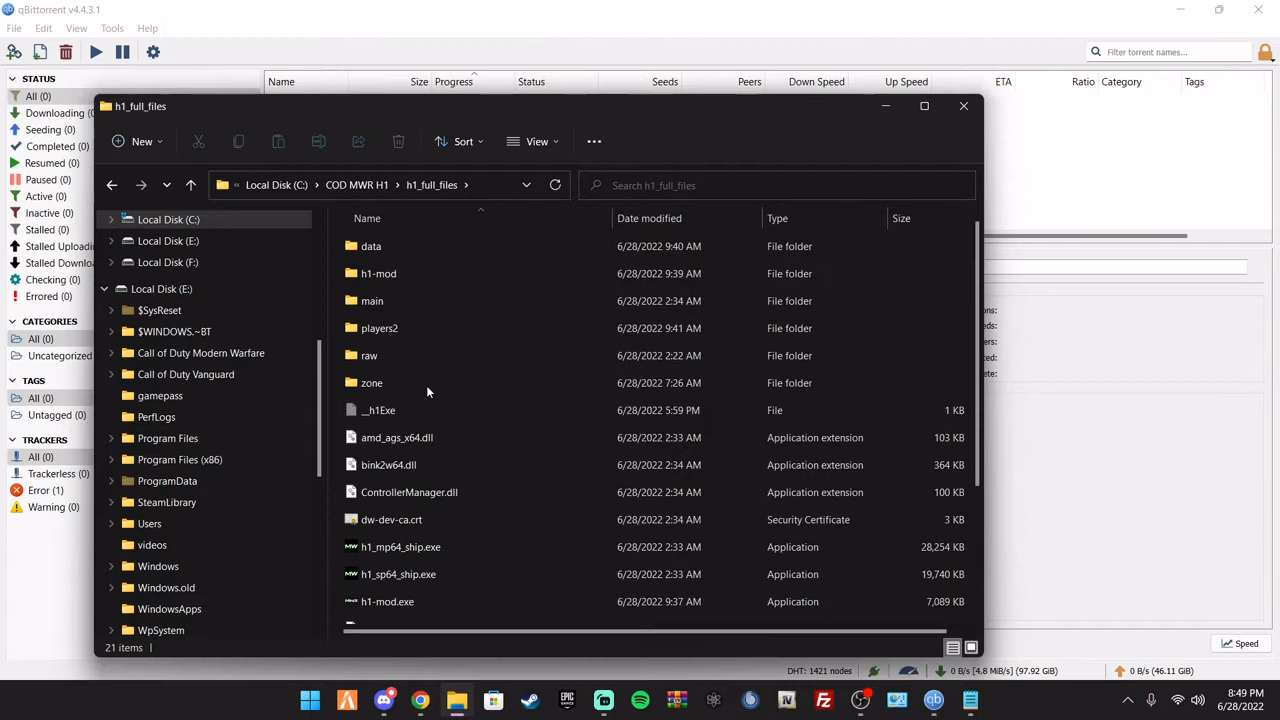 qBittorrent v4.4.3.1
File Edit View Tools Help
Filter torrent names...
STATUS
All (0)
Downloading (0)
Seeding (0)
Completed (0)
Resumed (0)
Paused (0)
Active (0)
Inactive (0)
Stalled (0)
Stalled Uploadi
Stalled Downloa
Checking (0)
Errored (0)
CATEGORIES
All (0)
Uncategorized
TAGS
All (0)
Untagged (0)
TRACKERS
All (0)
Trackerless (0)
Error (1)
Warning (0)
Name Size Progress Status Seeds Peers Down Speed Up Speed ETA Ratio Category Tags
h1_full_files
New Sort View
« Local Disk (C:) > COD MWR H1 > h1_full_files >
Search h1_full_files
Local Disk (C:)
Local Disk (E:)
Local Disk (F:)
Local Disk (E:)
$SysReset
$WINDOWS.~BT
Call of Duty Modern Warfare
Call of Duty Vanguard
gamepass
PerfLogs
Program Files
Program Files (x86)
ProgramData
SteamLibrary
Users
videos
Windows
Windows.old
WindowsApps
WpSystem
Name Date modified Type Size
data 6/28/2022 9:40 AM File folder
h1-mod 6/28/2022 9:39 AM File folder
main 6/28/2022 2:34 AM File folder
players2 6/28/2022 9:41 AM File folder
raw 6/28/2022 2:22 AM File folder
zone 6/28/2022 7:26 AM File folder
__h1Exe 6/28/2022 5:59 PM File 1 KB
amd_ags_x64.dll 6/28/2022 2:33 AM Application extension 103 KB
bink2w64.dll 6/28/2022 2:34 AM Application extension 364 KB
ControllerManager.dll 6/28/2022 2:34 AM Application extension 100 KB
dw-dev-ca.crt 6/28/2022 2:34 AM Security Certificate 3 KB
h1_mp64_ship.exe 6/28/2022 2:33 AM Application 28,254 KB
h1_sp64_ship.exe 6/28/2022 2:33 AM Application 19,740 KB
h1-mod.exe 6/28/2022 9:37 AM Application 7,089 KB
21 items
ons:
eds:
ers:
ted:
ete:
Speed
DHT: 1421 nodes 0 B/s [4.8 MiB/s] (97.92 GiB) 0 B/s (46.11 GiB)
EPIC GAMES
IV
8:49 PM
6/28/2022